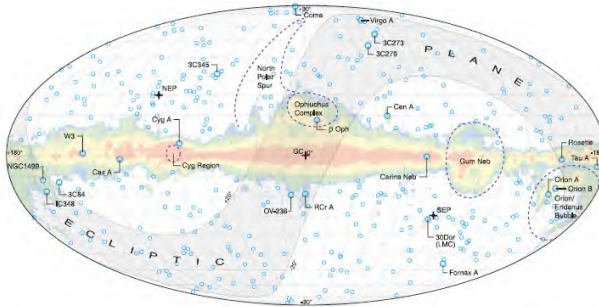 +90°
Coma
Virgo A
3C273
3C279
PLANE
3C345
North
Polar
Spur
NEP
Ophiuchus
Complex
ρ Oph
Cen A
Cyg A
W3
+180°
NGC1499
Cas A
Cyg Region
GC
Carina Neb
Gum Neb
Rosette
Tau A
Orion A
Orion B
Orion/
Eridanus
Bubble
3C84
IC348
OV-236
RCr A
SEP
30Dor
(LMC)
ECLIPTIC
Fornax A
-90°